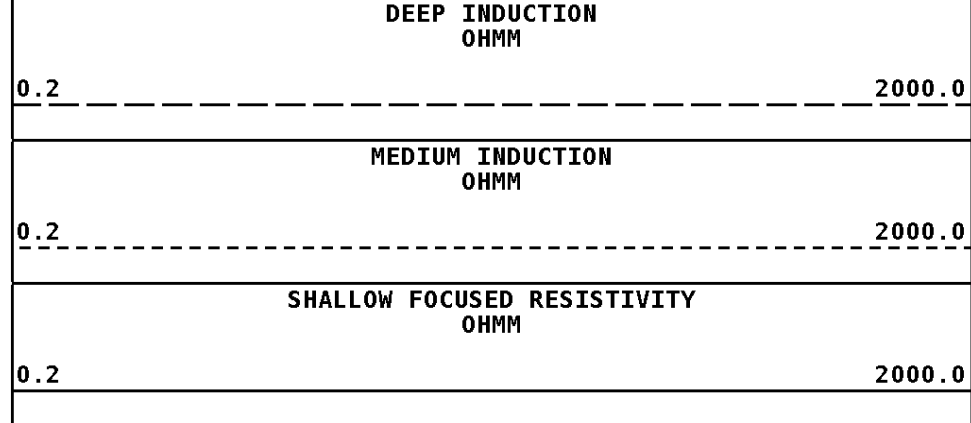 DEEP INDUCTION
OHMM
0.2 2000.0
MEDIUM INDUCTION
OHMM
0.2 2000.0
SHALLOW FOCUSED RESISTIVITY
OHMM
0.2 2000.0